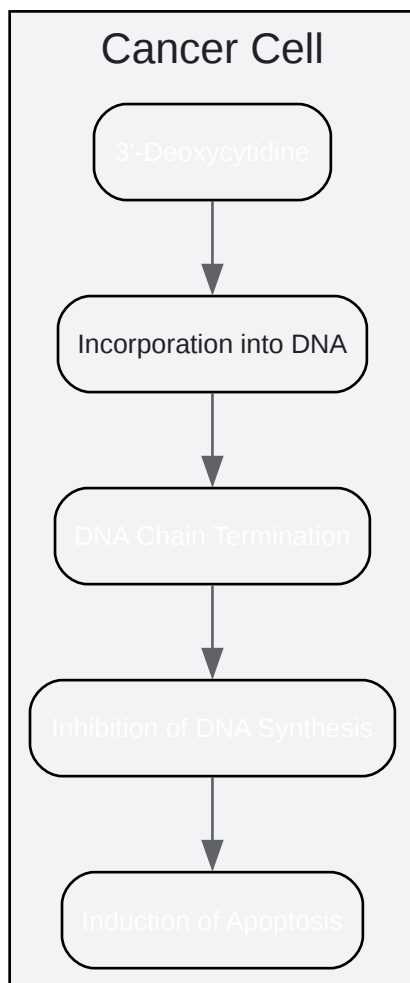 Cancer Cell
3'-Deoxycytidine
Incorporation into DNA
DNA Chain Termination
Inhibition of DNA Synthesis
Induction of Apoptosis